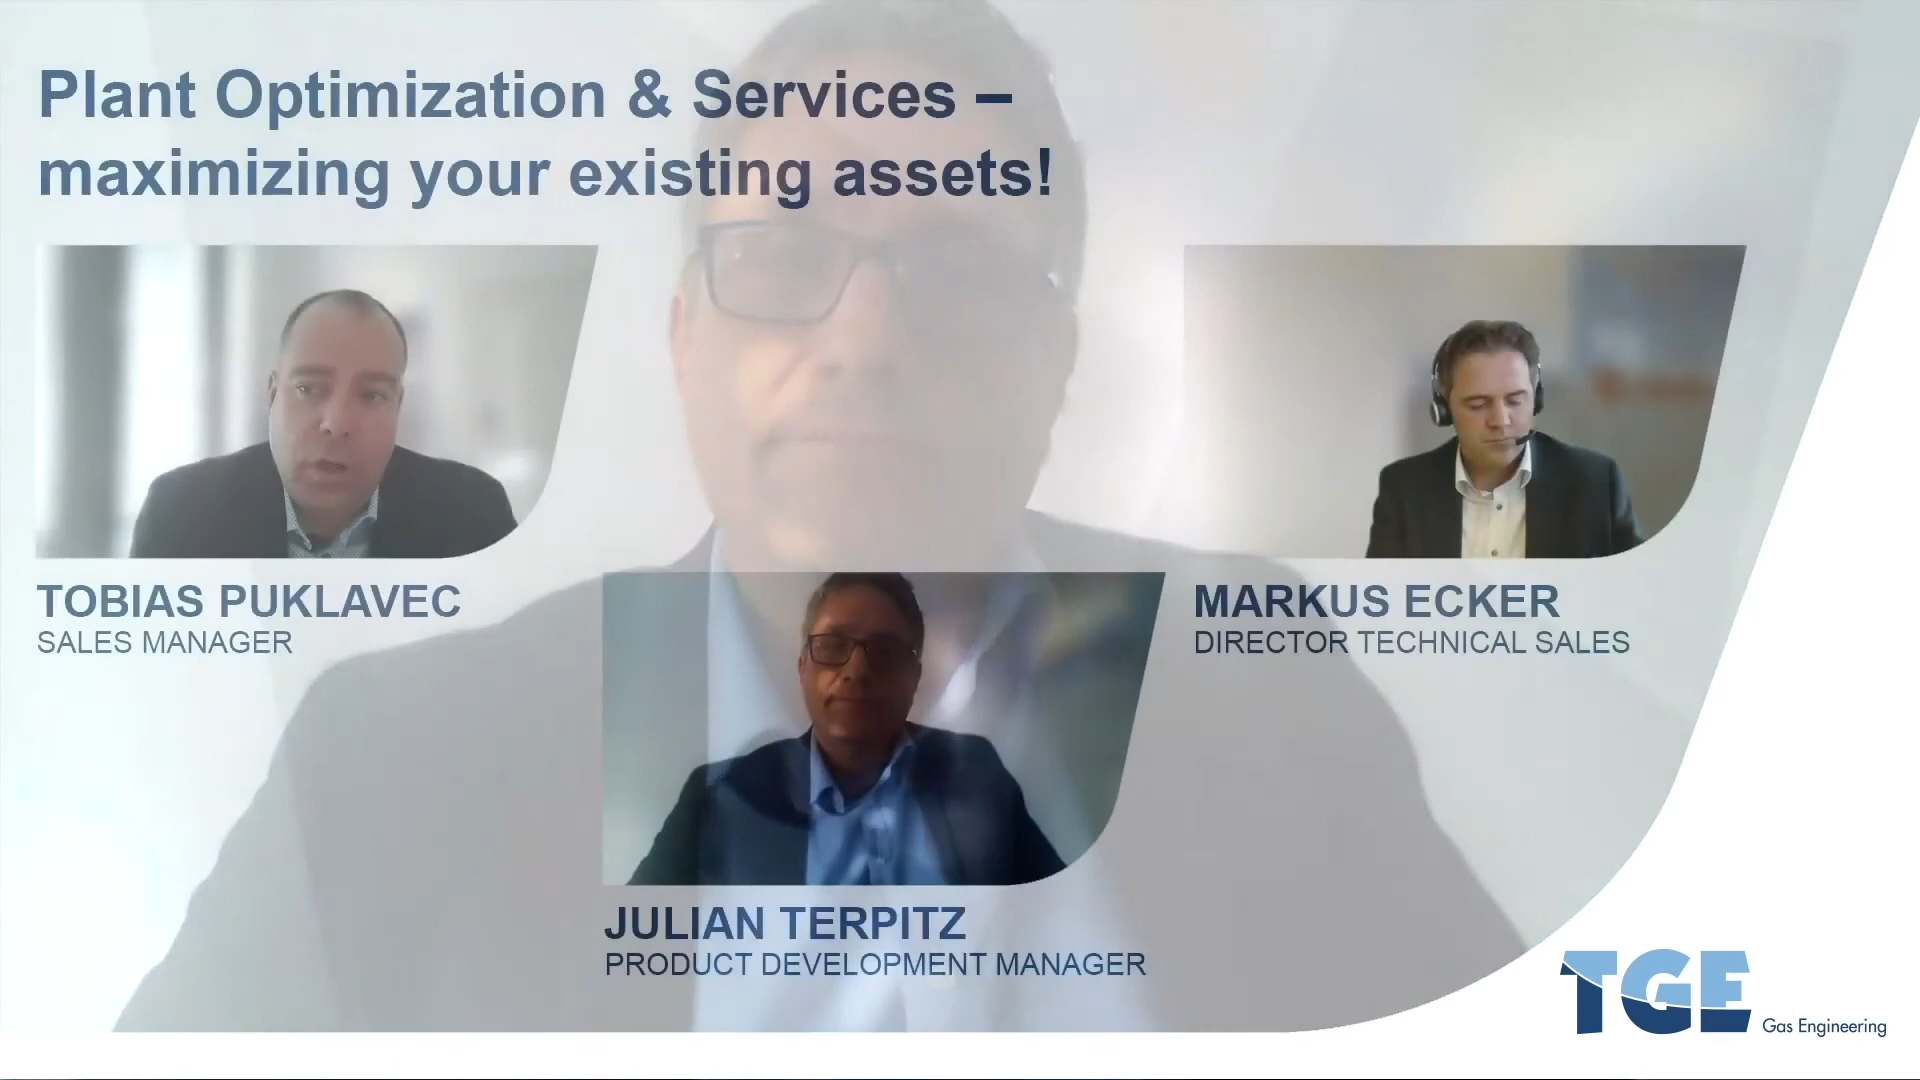 Plant Optimization & Services –
maximizing your existing assets!
TOBIAS PUKLAVEC
SALES MANAGER
MARKUS ECKER
DIRECTOR TECHNICAL SALES
JULIAN TERPITZ
PRODUCT DEVELOPMENT MANAGER
TGE Gas Engineering